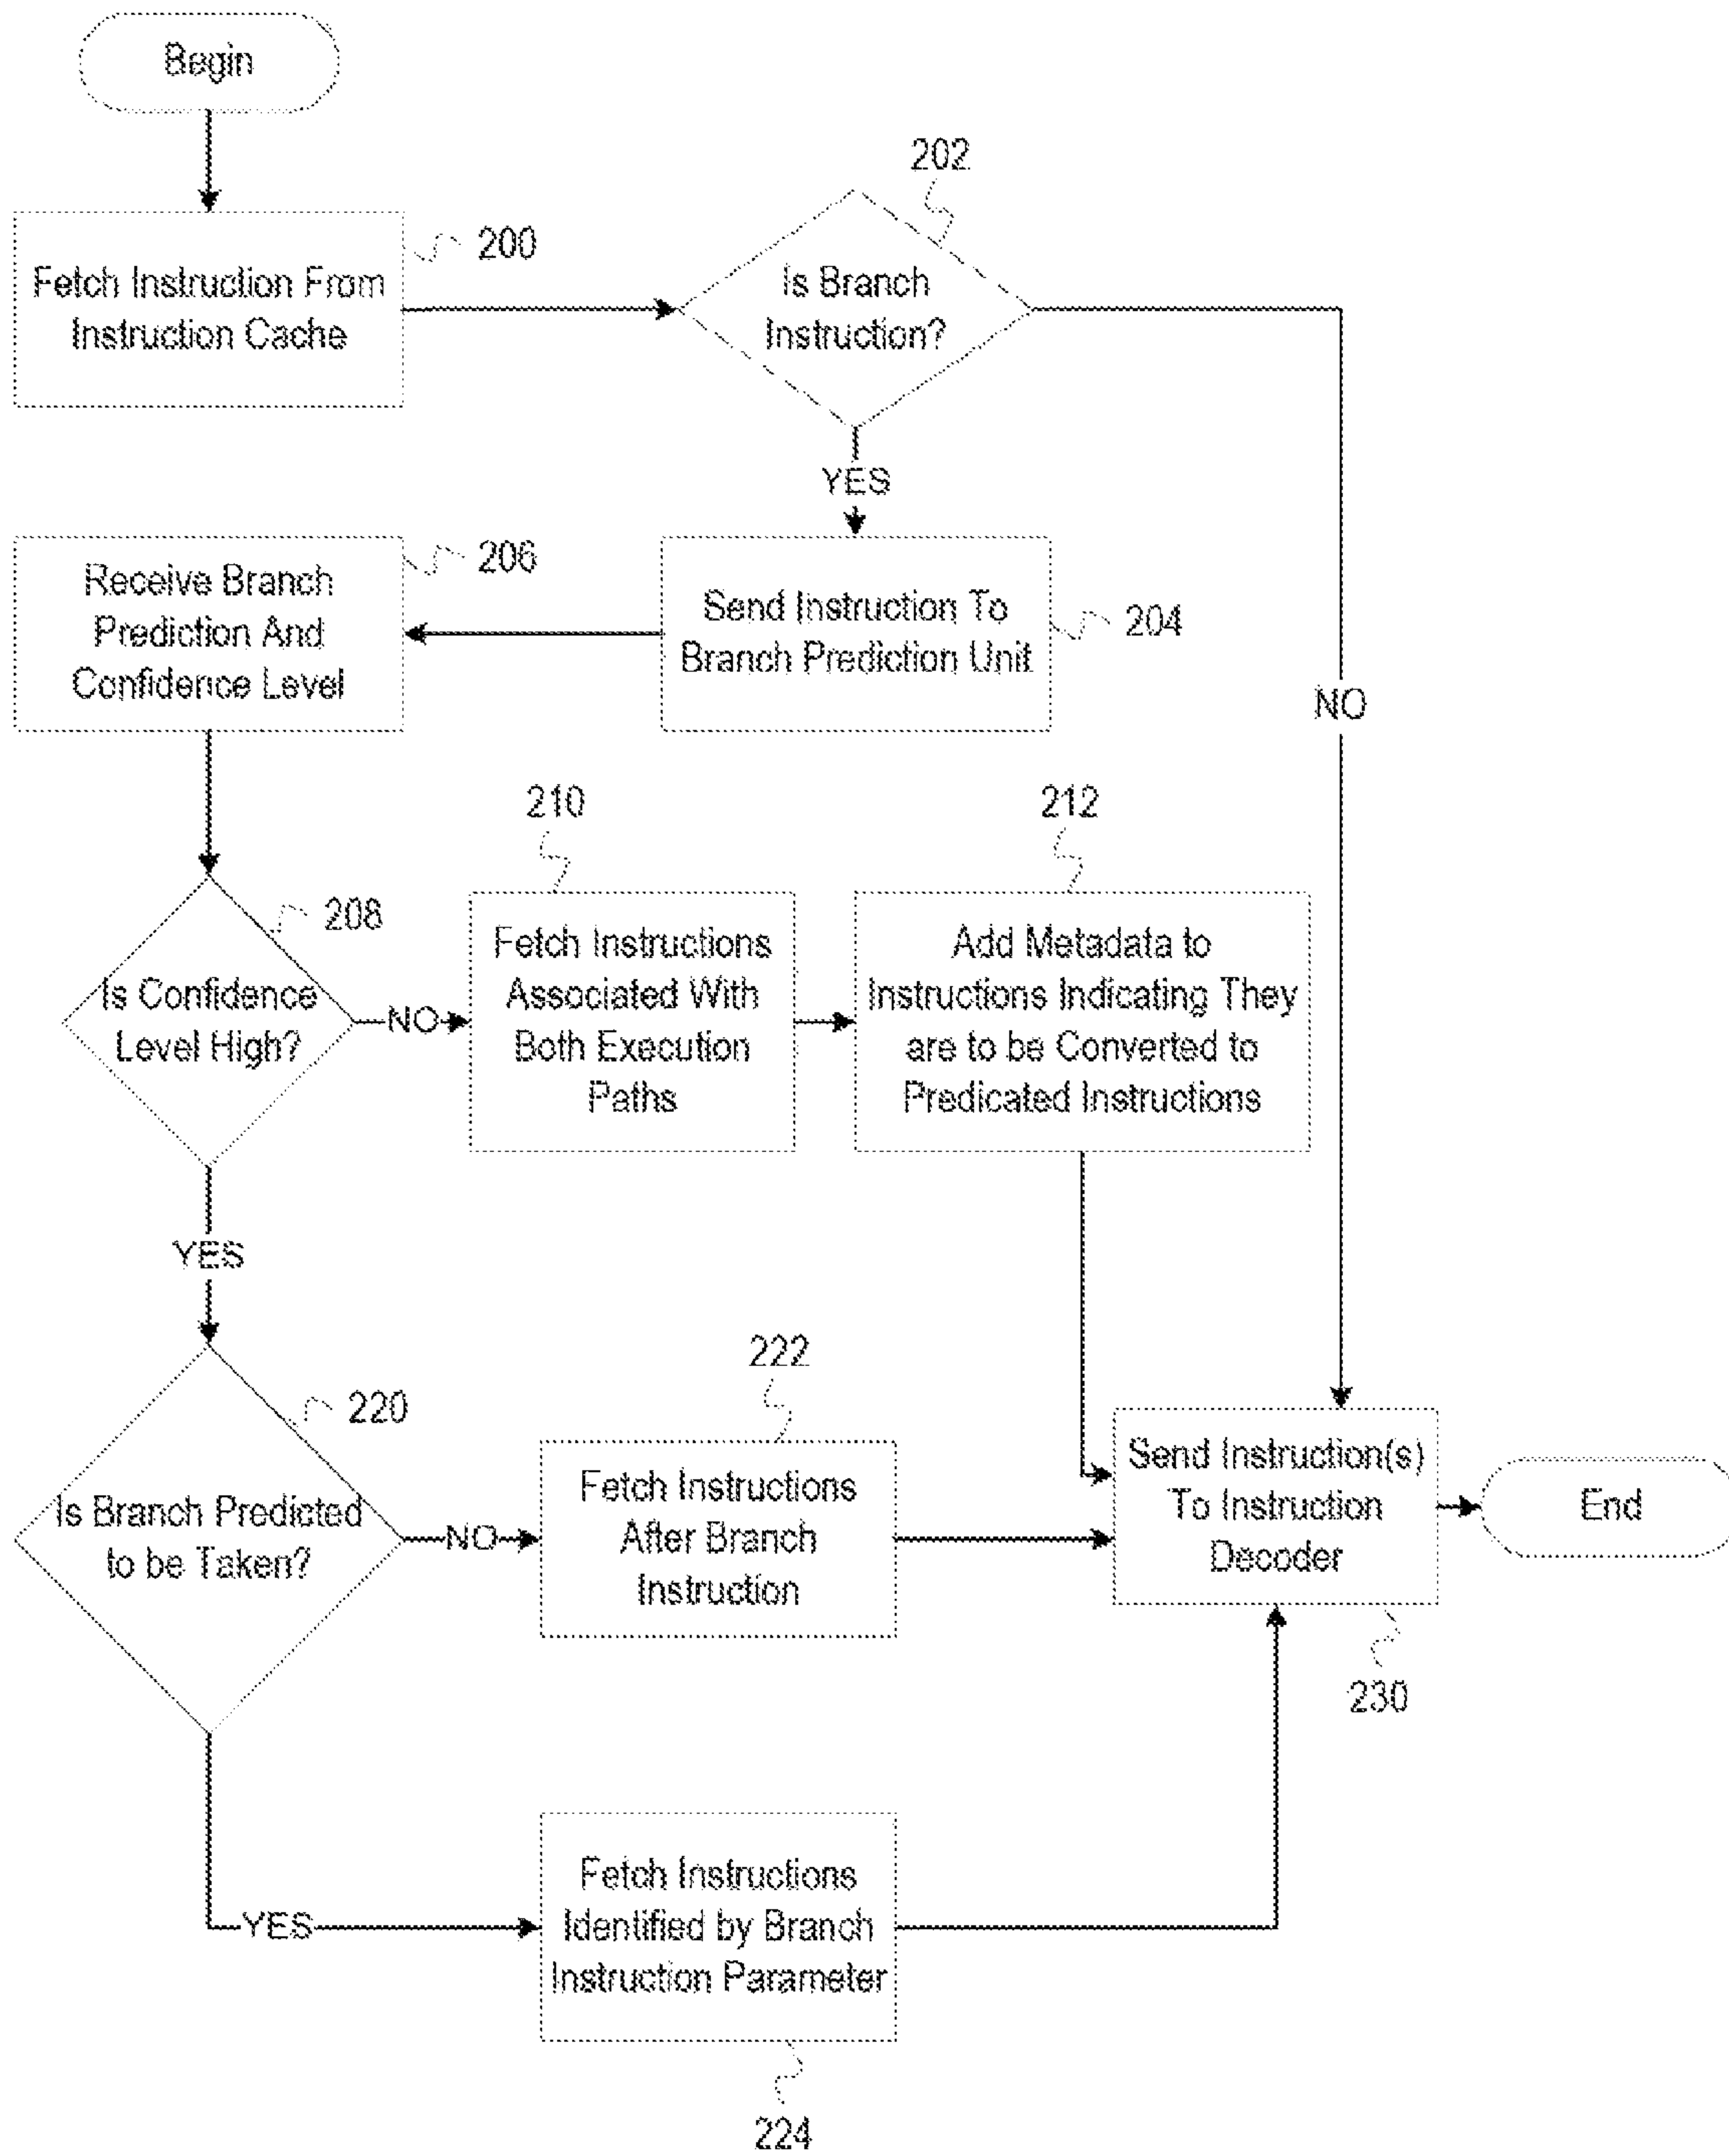 Begin
200
Fetch Instruction From
Instruction Cache
202
Is Branch
Instruction?
YES
NO
206
Receive Branch
Prediction And
Confidence Level
Send Instruction To
Branch Prediction Unit
204
208
Is Confidence
Level High?
NO
210
Fetch Instructions
Associated With
Both Execution
Paths
212
Add Metadata to
Instructions Indicating They
are to be Converted to
Predicated Instructions
YES
220
Is Branch Predicted
to be Taken?
NO
222
Fetch Instructions
After Branch
Instruction
Send Instruction(s)
To Instruction
Decoder
230
End
YES
Fetch Instructions
Identified by Branch
Instruction Parameter
224